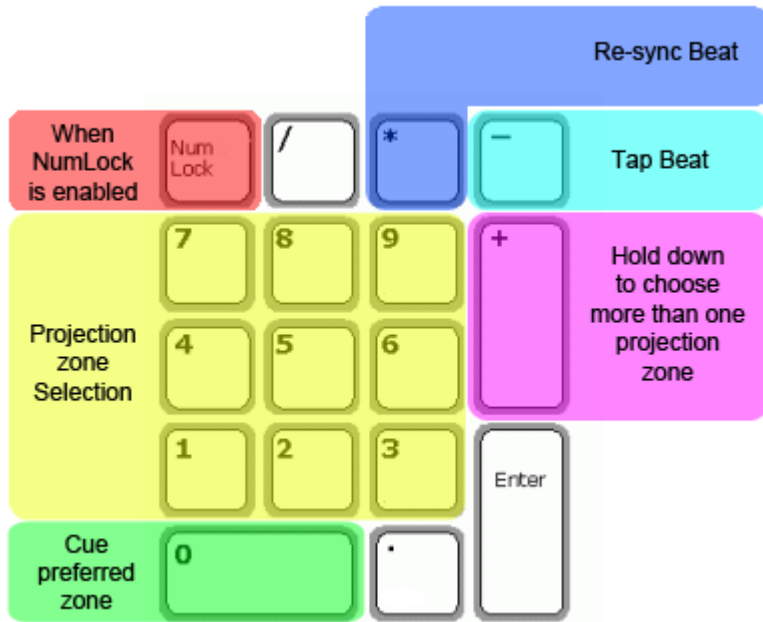 Re-sync Beat
When
NumLock
is enabled
Num
Lock
/
*
–
Tap Beat
7
8
9
+
Hold down
to choose
more than one
projection
zone
Projection
zone
Selection
4
5
6
1
2
3
Enter
Cue
preferred
zone
0
.